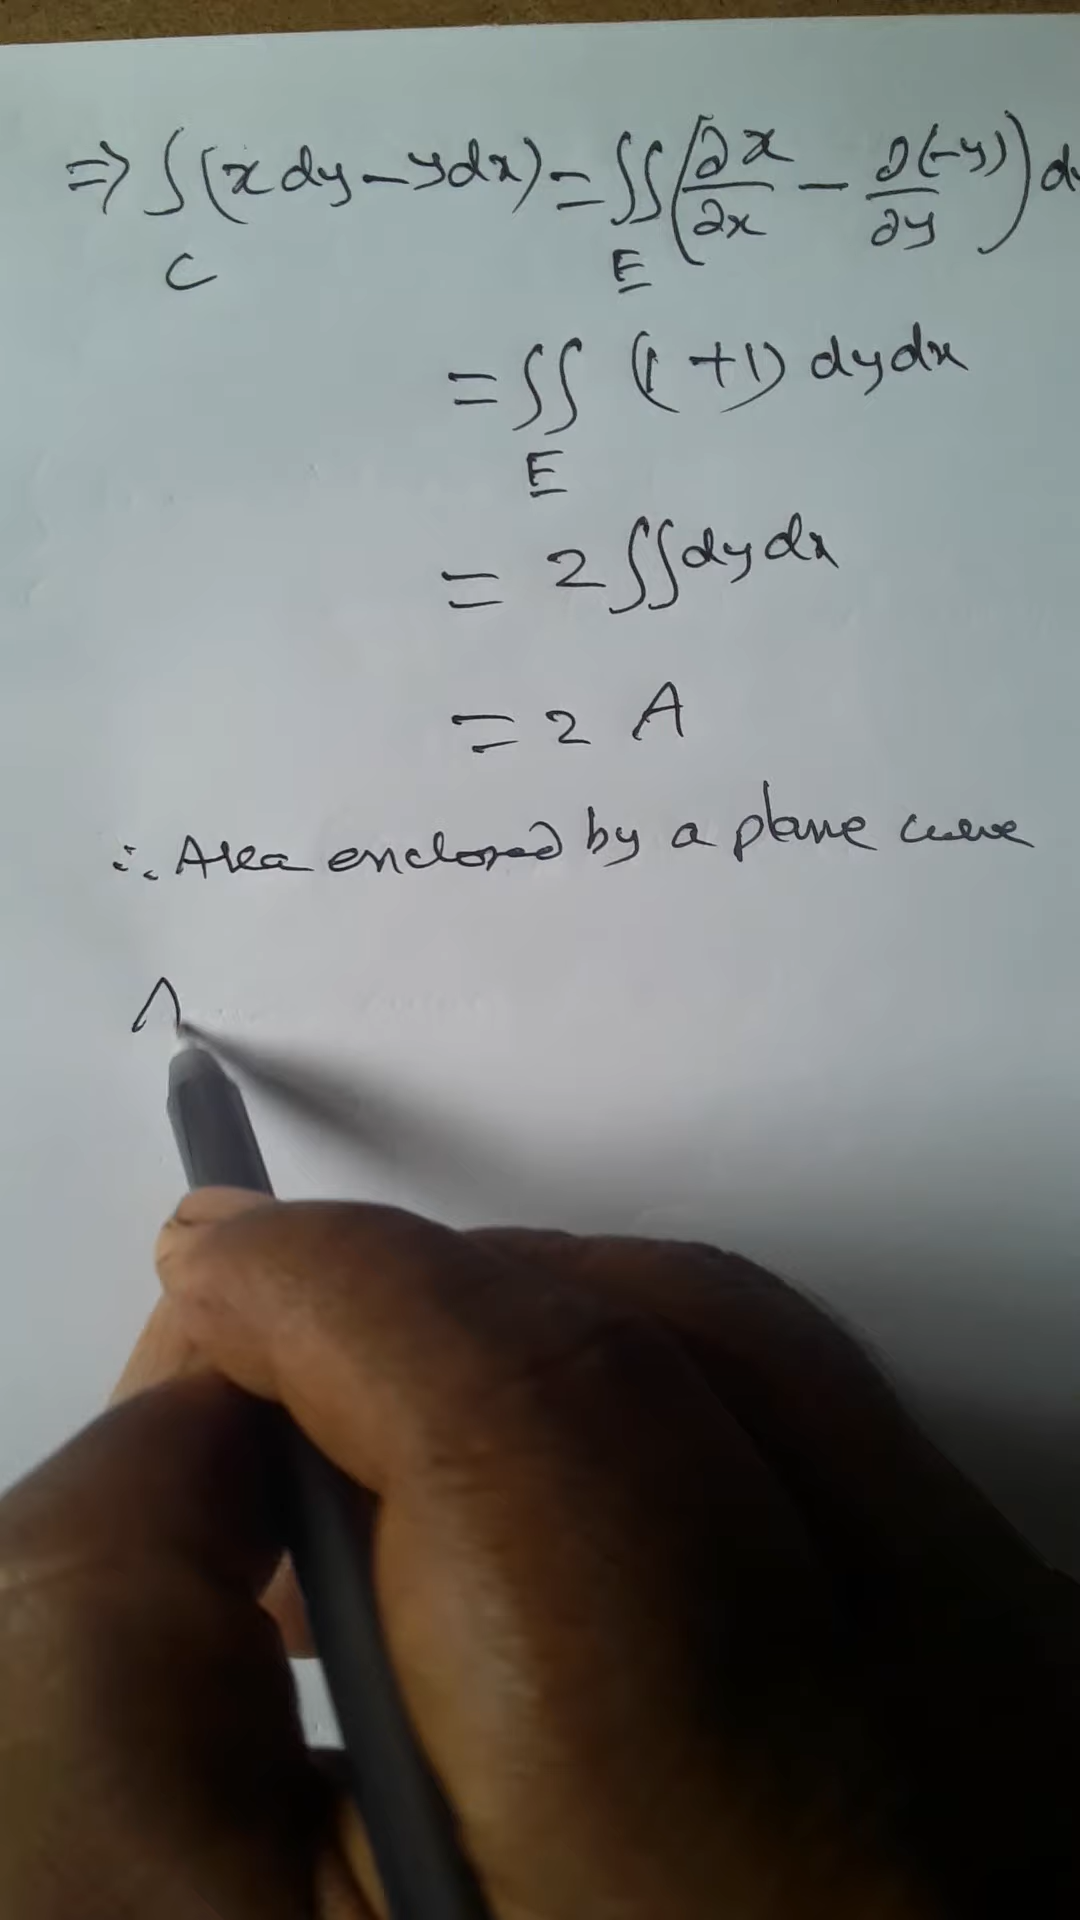 ⇒ ∫(x dy - y dx) = ∬(∂x/∂x - ∂(-y)/∂y) d
C E
= ∬ (1 + 1) dy dx
E
= 2 ∬ dy dx
= 2 A
∴ Area enclosed by a plane curve
A